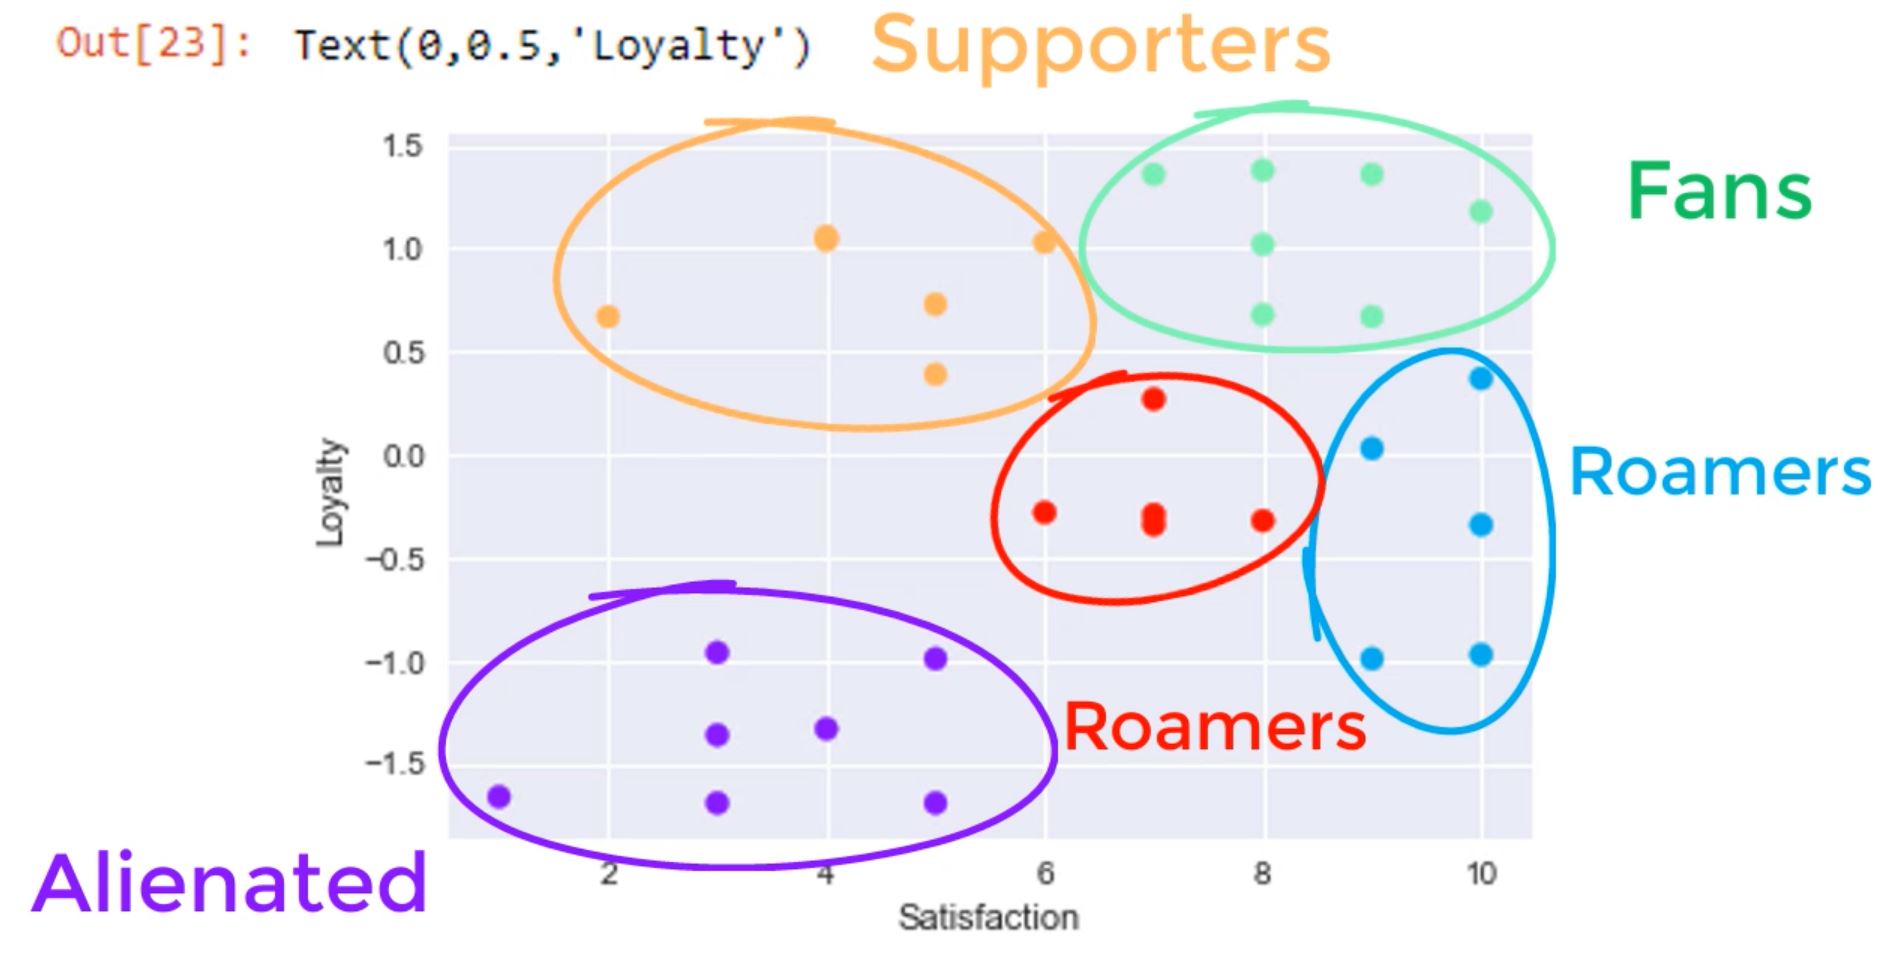 Out[23]: Text(0,0.5,'Loyalty')
Supporters
Fans
Roamers
Roamers
Alienated
1.5
1.0
0.5
0.0
−0.5
−1.0
−1.5
Loyalty
2 4 6 8 10
Satisfaction